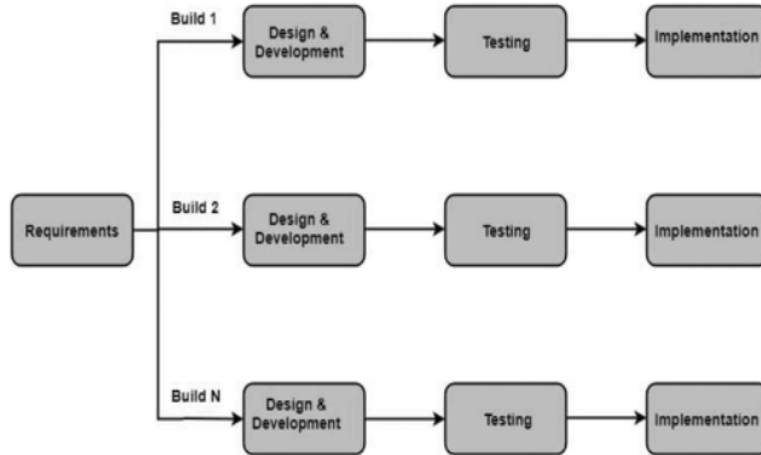 Build 1
Design &
Development
Testing
Implementation
Requirements
Build 2
Design &
Development
Testing
Implementation
Build N
Design &
Development
Testing
Implementation